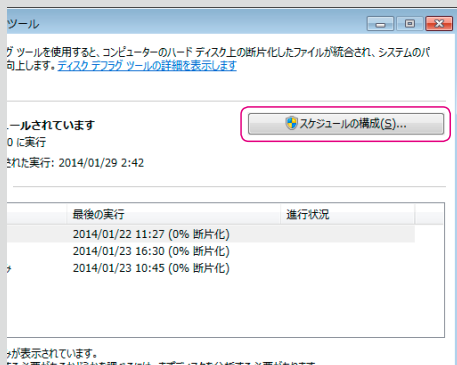 ツール
グ ツールを使用すると、コンピューターのハード ディスク上の断片化したファイルが統合され、システムのパ
向上します。ディスク デフラグ ツールの詳細を表示します
ールされています
スケジュールの構成(S)...
0 に実行
された実行: 2014/01/29 2:42
最後の実行
進行状況
2014/01/22 11:27 (0% 断片化)
2014/01/23 16:30 (0% 断片化)
2014/01/23 10:45 (0% 断片化)
みが表示されています。